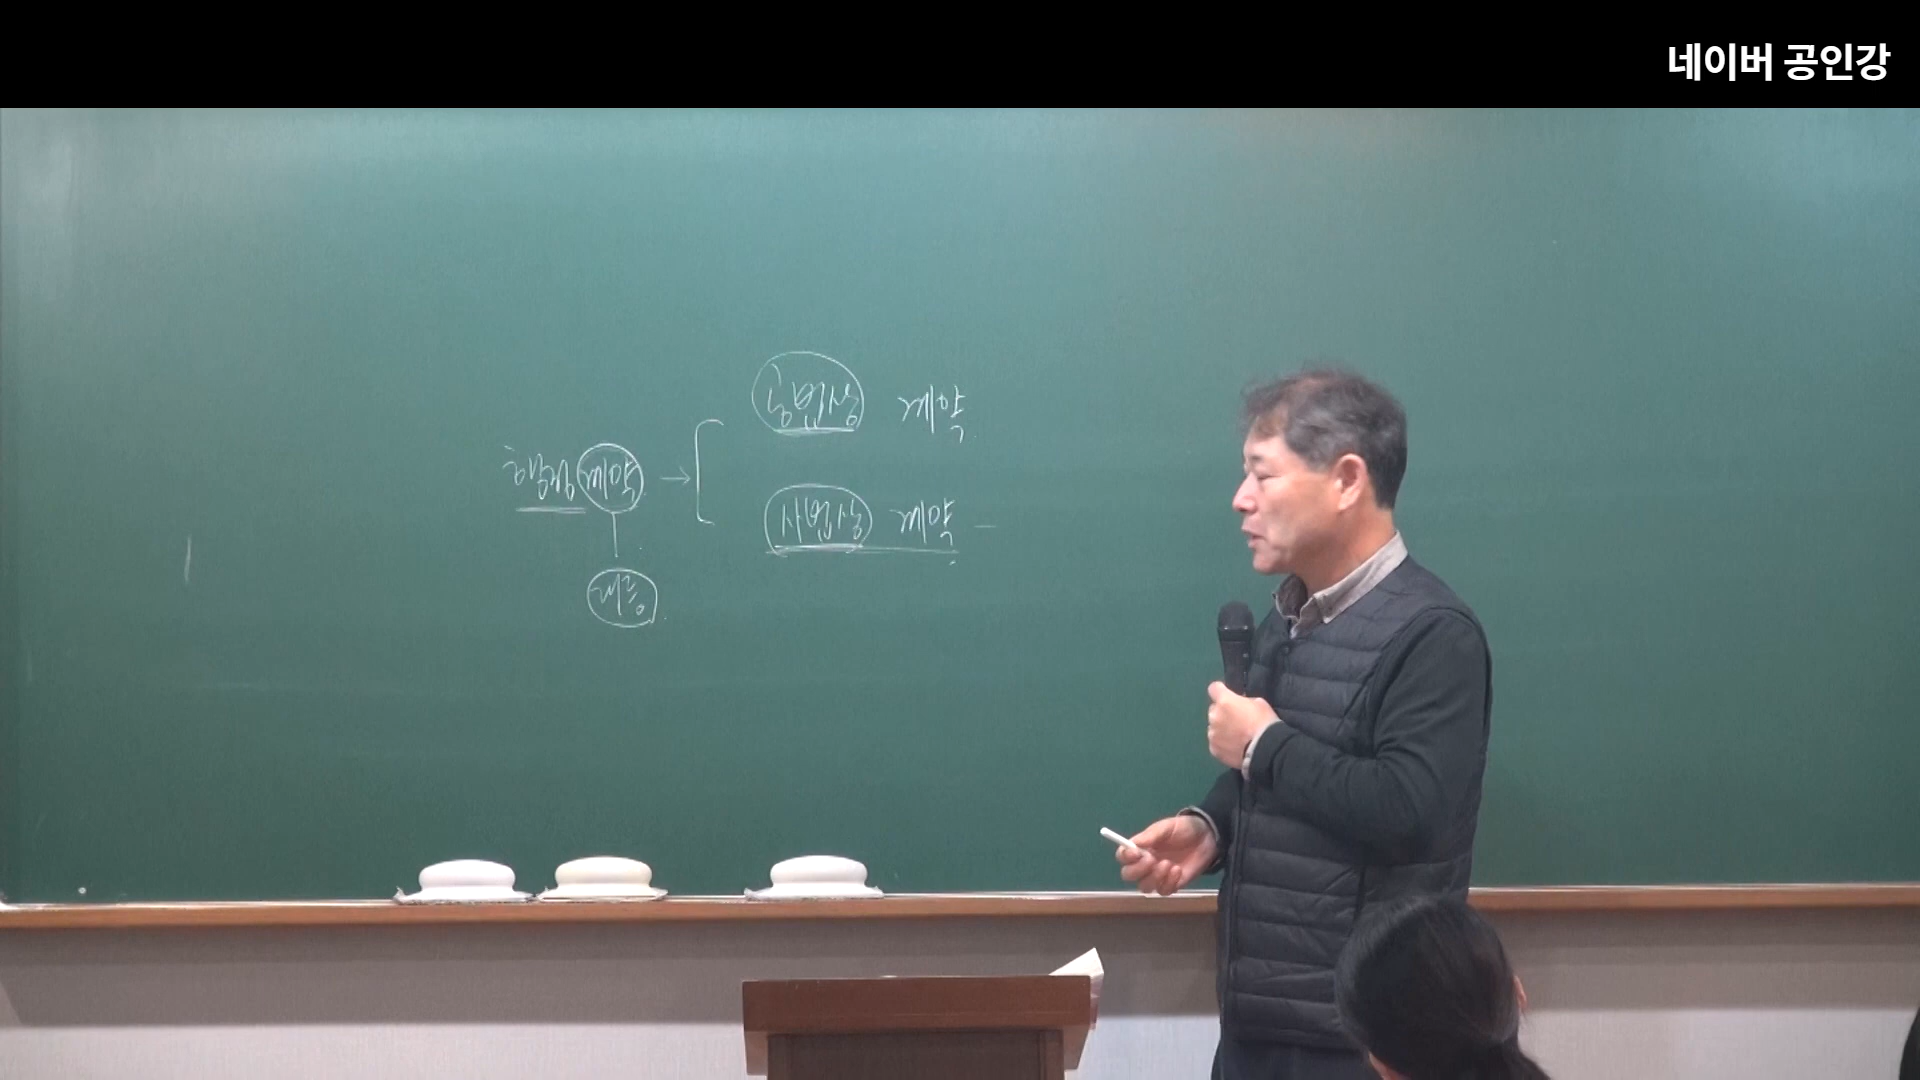 네이버 공인강
공법상 계약
행정계약 →
사법상 계약 -
대등